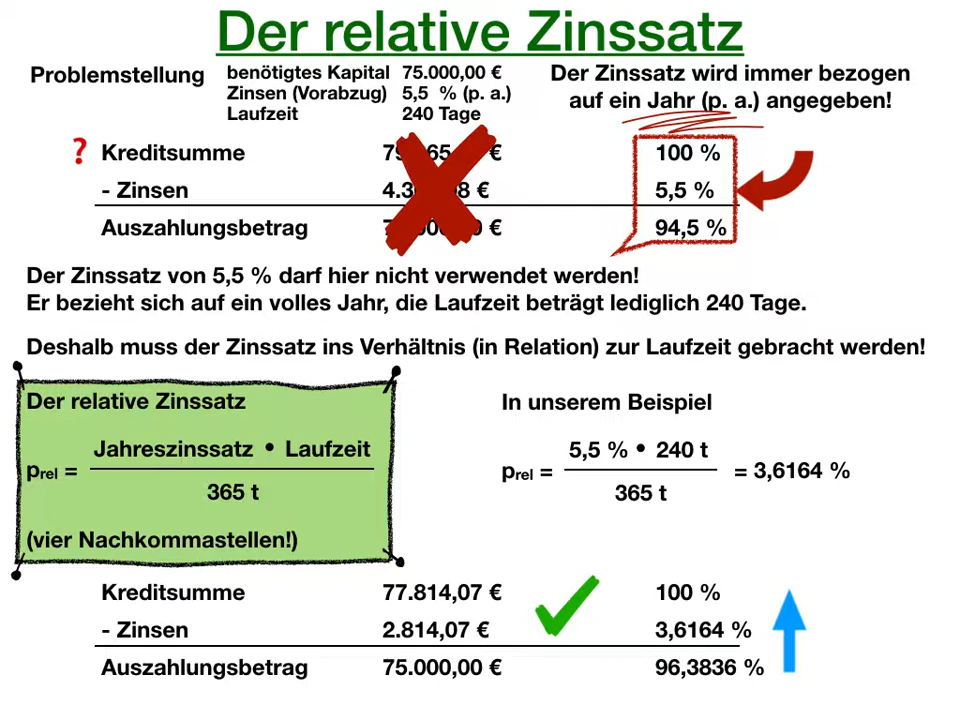 Der relative Zinssatz
Problemstellung
benötigtes Kapital 75.000,00 €
Zinsen (Vorabzug) 5,5 % (p. a.)
Laufzeit 240 Tage
Der Zinssatz wird immer bezogen
auf ein Jahr (p. a.) angegeben!
? Kreditsumme € 100 %
- Zinsen € 5,5 %
Auszahlungsbetrag € 94,5 %
Der Zinssatz von 5,5 % darf hier nicht verwendet werden!
Er bezieht sich auf ein volles Jahr, die Laufzeit beträgt lediglich 240 Tage.
Deshalb muss der Zinssatz ins Verhältnis (in Relation) zur Laufzeit gebracht werden!
Der relative Zinssatz
Jahreszinssatz • Laufzeit
prel =
365 t
(vier Nachkommastellen!)
In unserem Beispiel
5,5 % • 240 t
prel = = 3,6164 %
365 t
Kreditsumme 77.814,07 € 100 %
- Zinsen 2.814,07 € 3,6164 %
Auszahlungsbetrag 75.000,00 € 96,3836 %